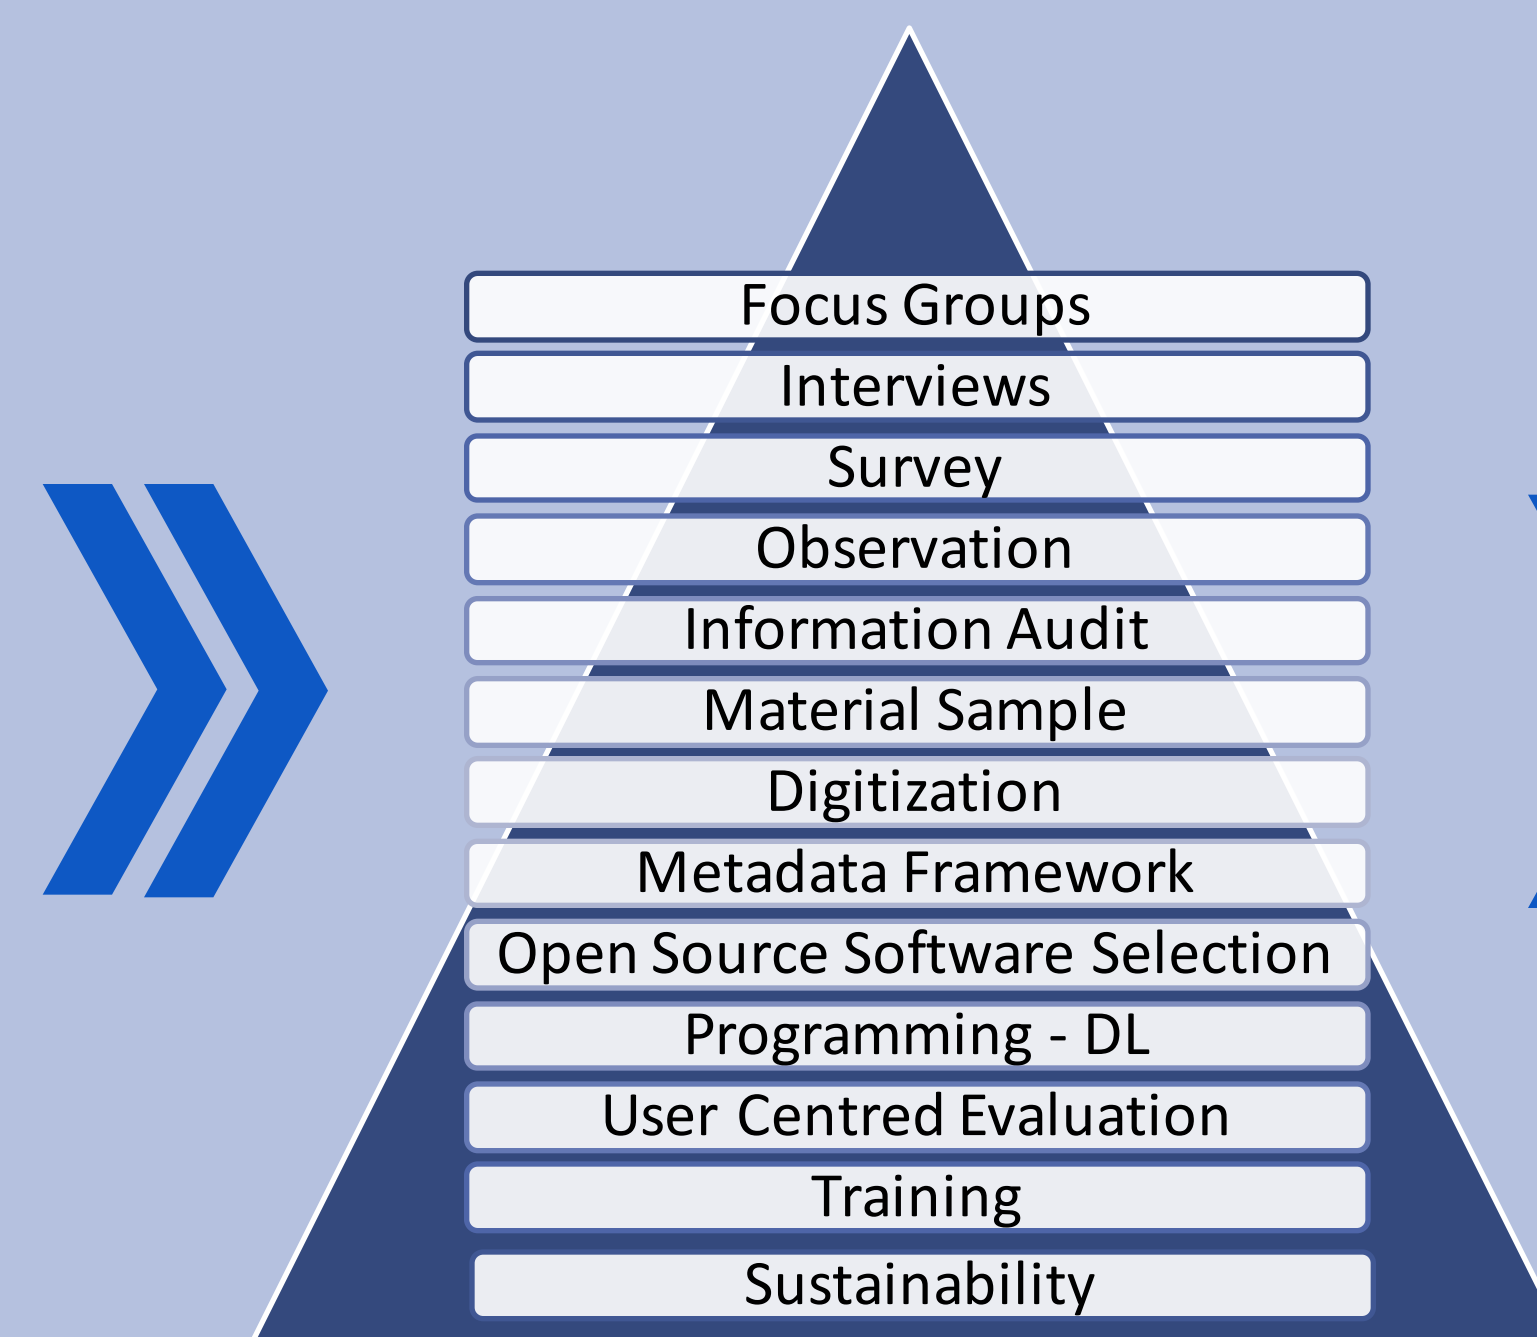 Focus Groups
Interviews
Survey
Observation
Information Audit
Material Sample
Digitization
Metadata Framework
Open Source Software Selection
Programming - DL
User Centred Evaluation
Training
Sustainability